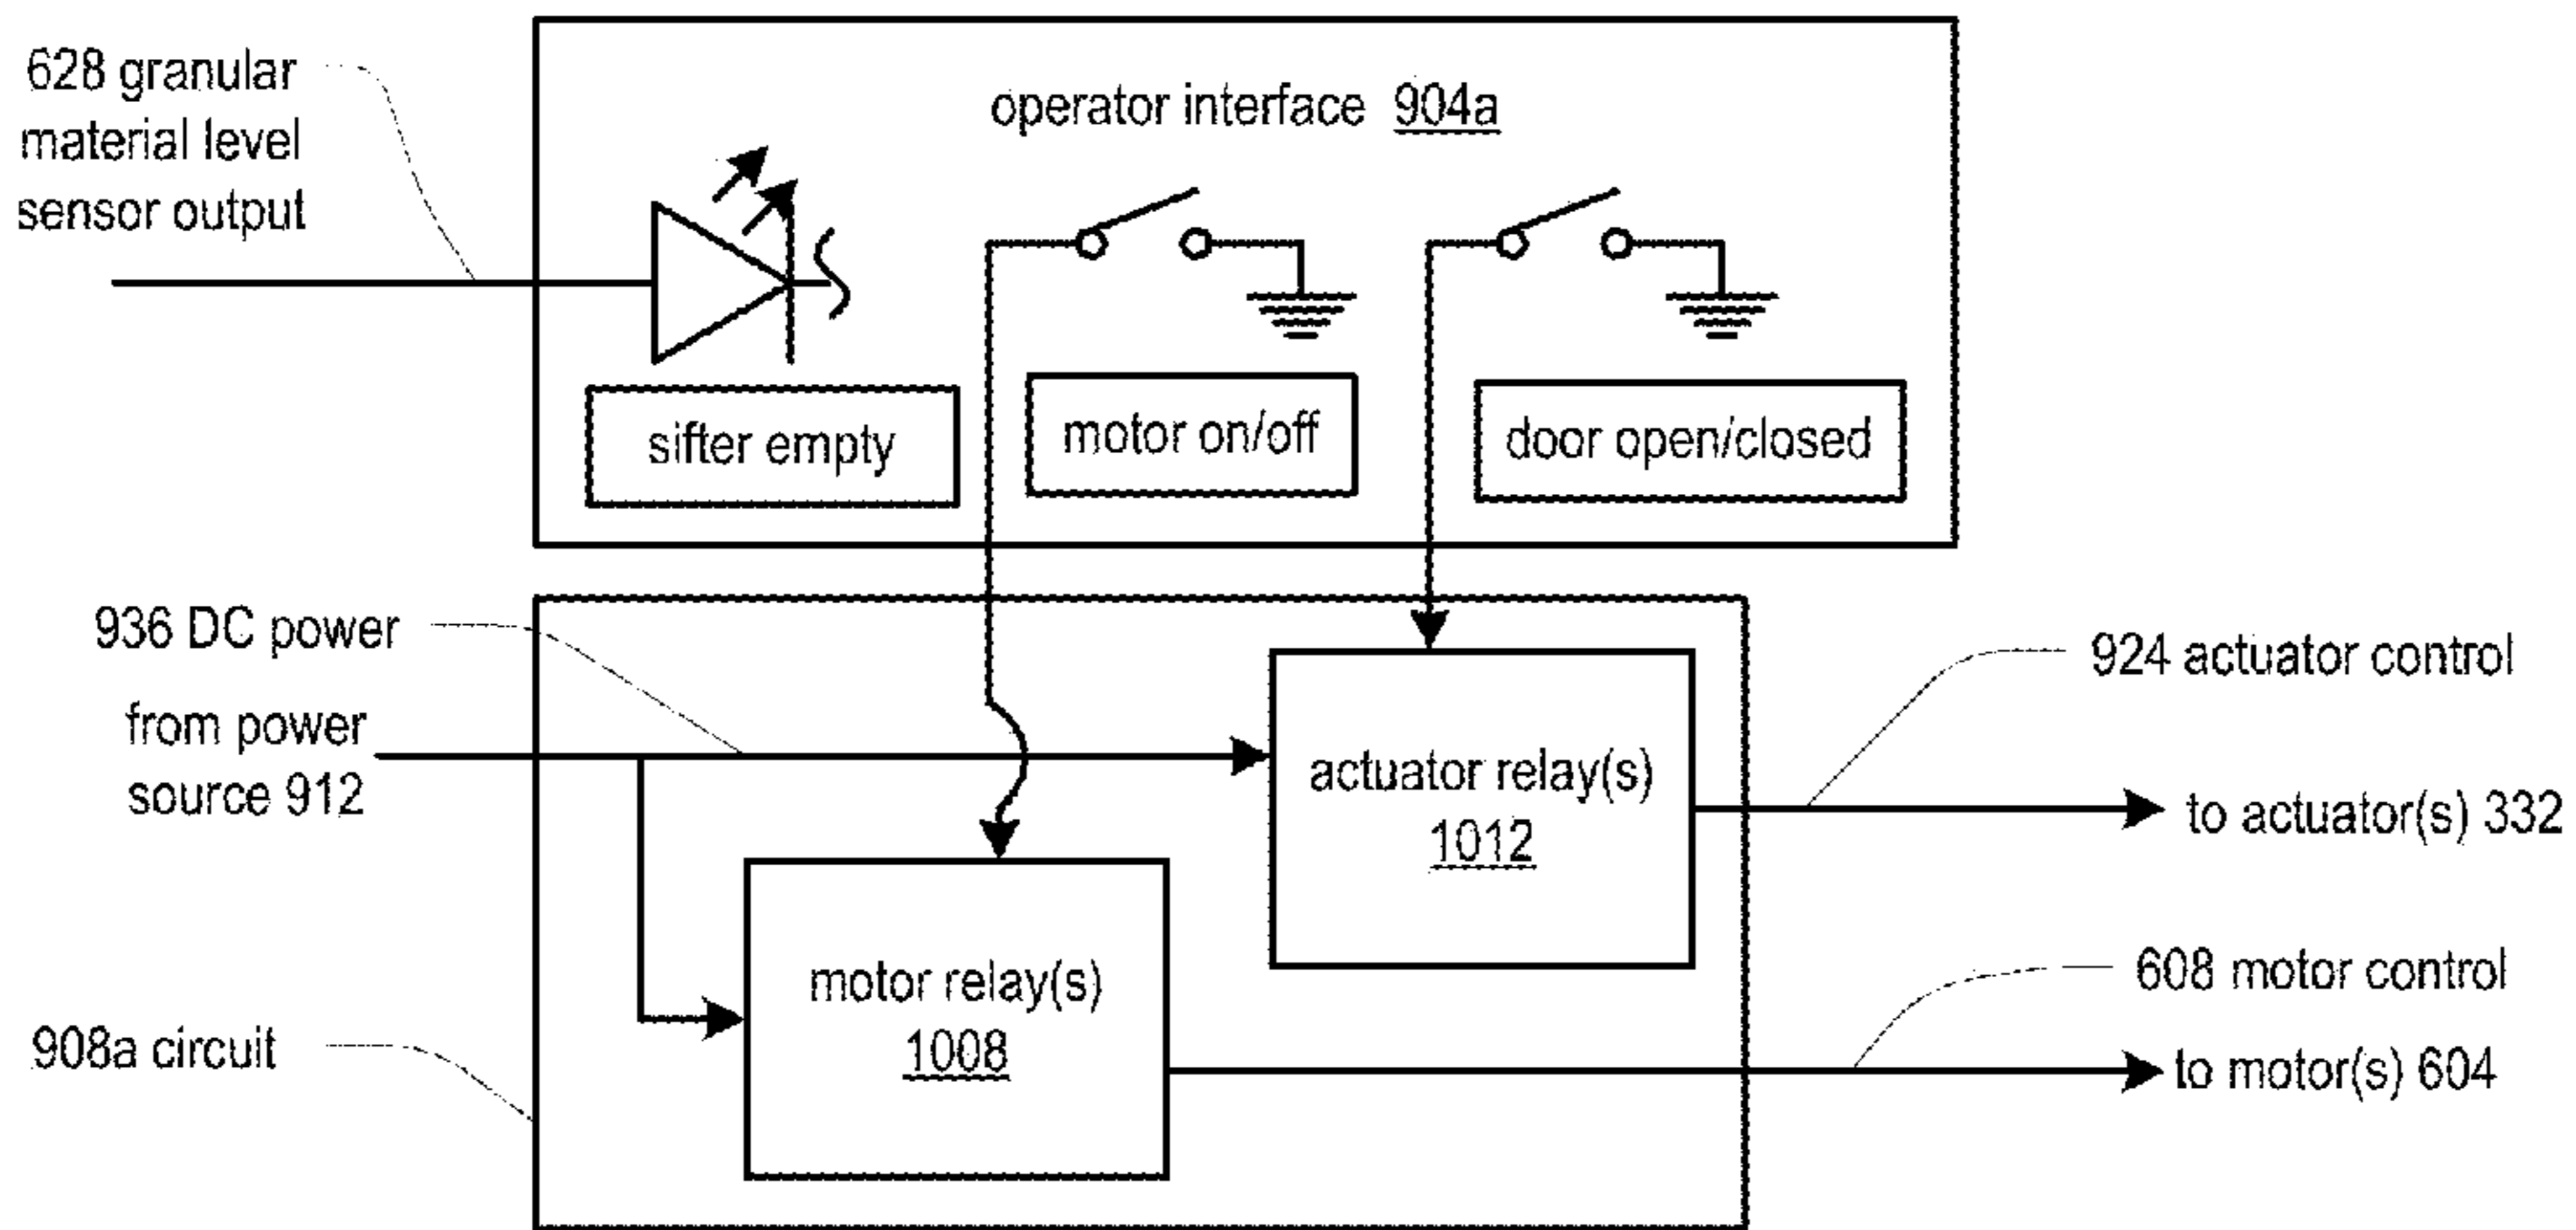 628 granular
material level
sensor output
operator interface 904a
sifter empty
motor on/off
door open/closed
936 DC power
from power
source 912
924 actuator control
actuator relay(s)
1012
to actuator(s) 332
motor relay(s)
1008
608 motor control
to motor(s) 604
908a circuit